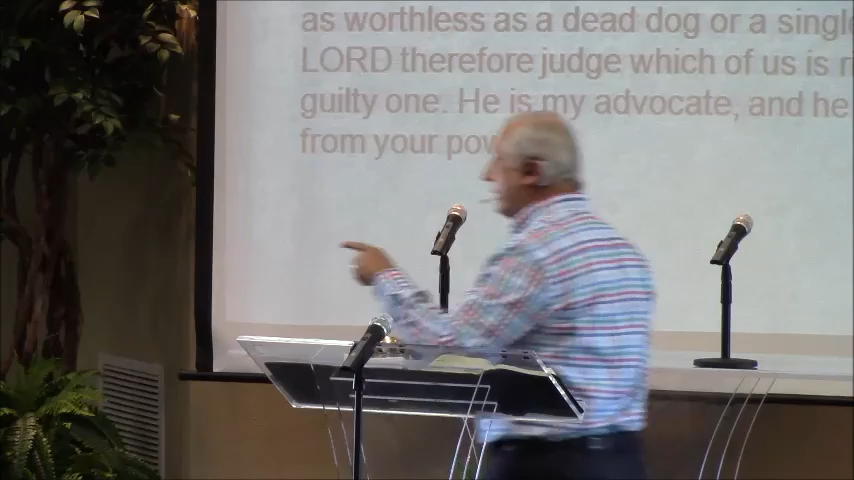 as worthless as a dead dog or a single
LORD therefore judge which of us is
guilty one. He is my advocate, and he
from your